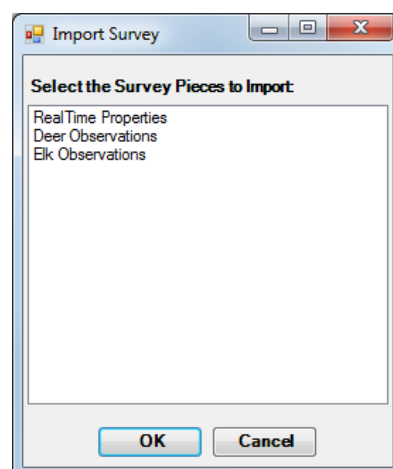 Import Survey
Select the Survey Pieces to Import:
RealTime Properties
Deer Observations
Elk Observations
OK Cancel